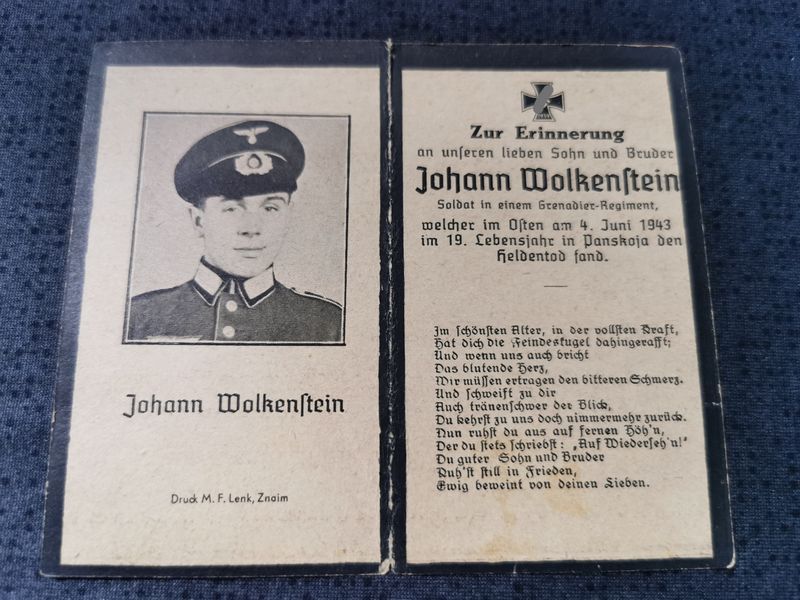 Johann Wolkenstein
Druck M. F. Lenk, Znaim
Zur Erinnerung
an unseren lieben Sohn und Bruder
Johann Wolkenstein
Soldat in einem Grenadier-Regiment,
welcher im Osten am 4. Juni 1943
im 19. Lebensjahr in Panskoja den
Heldentod fand.
Im schönsten Alter, in der vollsten Kraft,
Hat dich die Feindeskugel dahingerafft;
Und wenn uns auch bricht
Das blutende Herz,
Wir müssen ertragen den bitteren Schmerz.
Und schweift zu dir
Auch tränenschwer der Blick,
Du kehrst zu uns doch nimmermehr zurück.
Nun ruhst du aus auf fernen Höh'n,
Der du stets schriebst: „Auf Wiederseh'n!"
Du guter Sohn und Bruder
Ruh'st still in Frieden,
Ewig beweint von deinen Lieben.